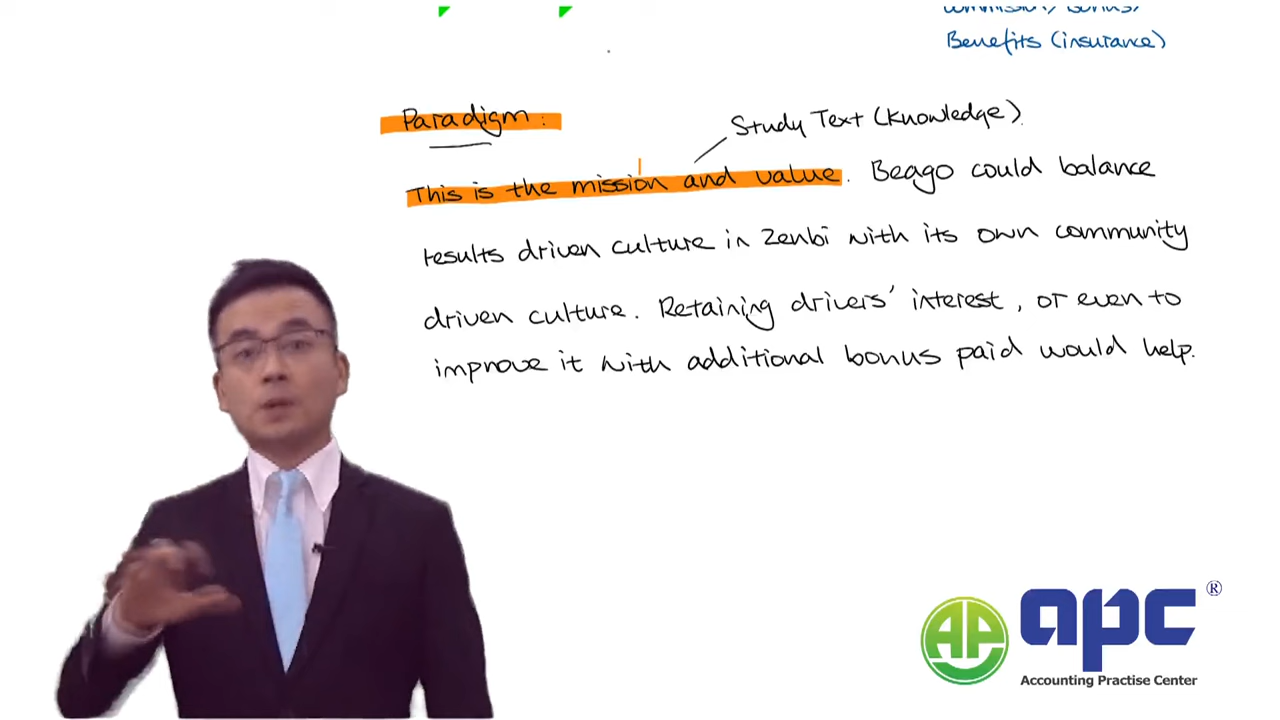 Benefits (insurance)
Paradigm :
Study Text (Knowledge).
This is the mission and value. Beago could balance
results driven culture in Zenbi with its own community
driven culture. Retaining drivers' interest, or even to
improve it with additional bonus paid would help.
AP
apc®
Accounting Practise Center